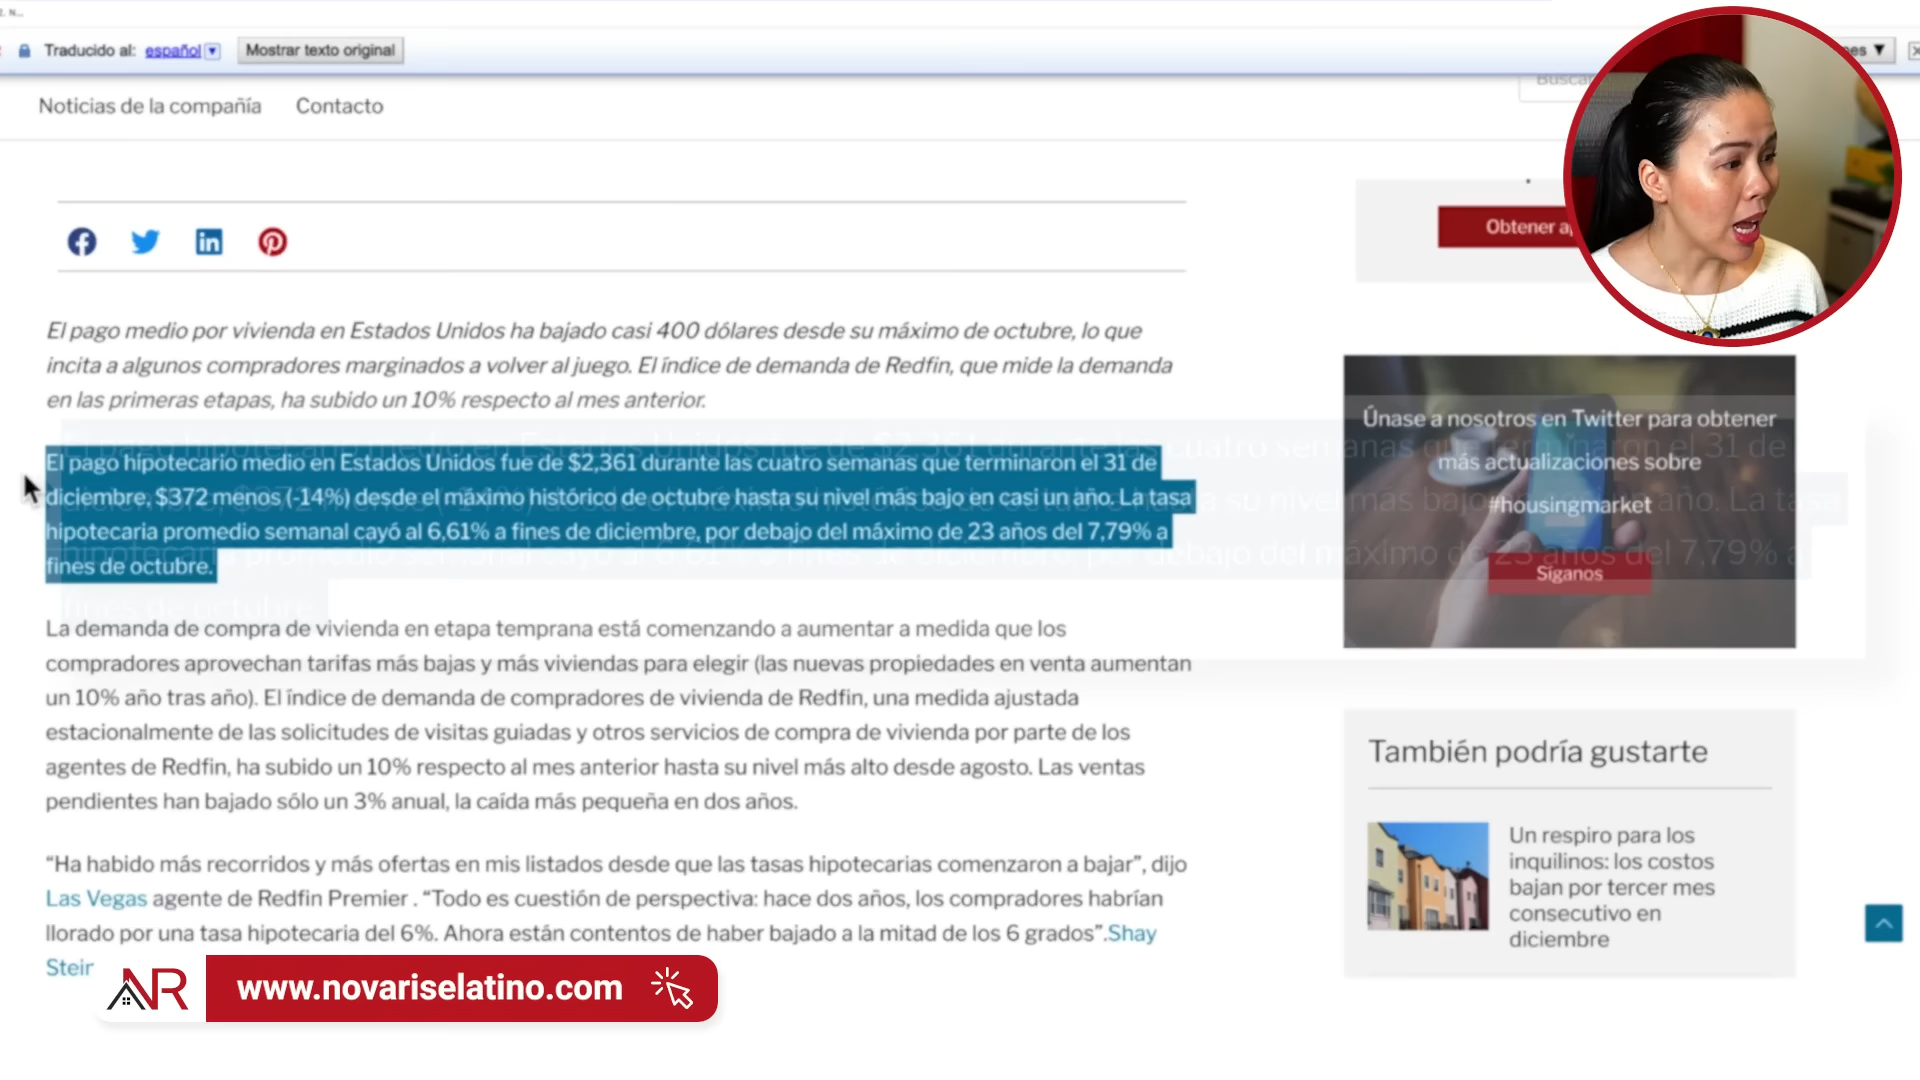 Traducido al: español
Mostrar texto original
Noticias de la compañía
Contacto
El pago medio por vivienda en Estados Unidos ha bajado casi 400 dólares desde su máximo de octubre, lo que
incita a algunos compradores marginados a volver al juego. El índice de demanda de Redfin, que mide la demanda
en las primeras etapas, ha subido un 10% respecto al mes anterior.
El pago hipotecario medio en Estados Unidos fue de $2,361 durante las cuatro semanas que terminaron el 31 de
diciembre, $372 menos (-14%) desde el máximo histórico de octubre hasta su nivel más bajo en casi un año. La tasa
hipotecaria promedio semanal cayó al 6,61% a fines de diciembre, por debajo del máximo de 23 años del 7,79% a
fines de octubre.
La demanda de compra de vivienda en etapa temprana está comenzando a aumentar a medida que los
compradores aprovechan tarifas más bajas y más viviendas para elegir (las nuevas propiedades en venta aumentan
un 10% año tras año). El índice de demanda de compradores de vivienda de Redfin, una medida ajustada
estacionalmente de las solicitudes de visitas guiadas y otros servicios de compra de vivienda por parte de los
agentes de Redfin, ha subido un 10% respecto al mes anterior hasta su nivel más alto desde agosto. Las ventas
pendientes han bajado sólo un 3% anual, la caída más pequeña en dos años.
“Ha habido más recorridos y más ofertas en mis listados desde que las tasas hipotecarias comenzaron a bajar”, dijo
Las Vegas agente de Redfin Premier . “Todo es cuestión de perspectiva: hace dos años, los compradores habrían
llorado por una tasa hipotecaria del 6%. Ahora están contentos de haber bajado a la mitad de los 6 grados”.Shay
Steir
NR
www.novariselatino.com
Obtener
Únase a nosotros en Twitter para obtener
más actualizaciones sobre
#housingmarket
Síganos
También podría gustarte
Un respiro para los
inquilinos: los costos
bajan por tercer mes
consecutivo en
diciembre